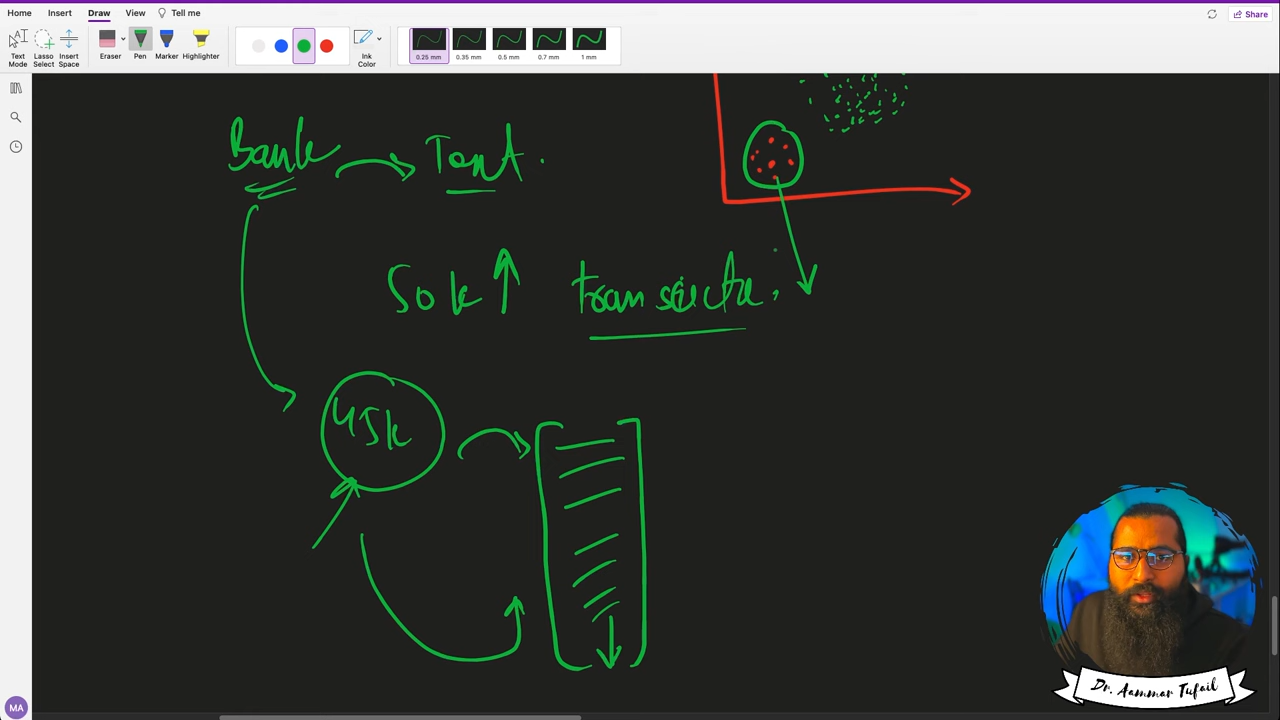 Home Insert Draw View Tell me
Share
Text Mode
Lasso Select
Insert Space
Eraser
Pen
Marker
Highlighter
Ink Color
0.25 mm
0.35 mm
0.5 mm
0.7 mm
1 mm
Bank
50k
45k
MA
Dr. Aammar Tufail